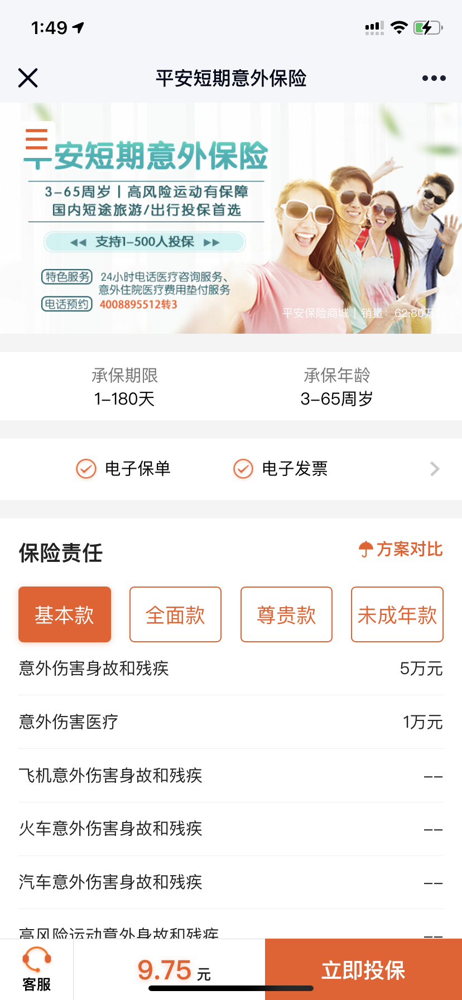 1:49
平安短期意外保险
平安短期意外保险
3-65周岁|高风险运动有保障
国内短途旅游/出行投保首选
支持1-500人投保
特色服务 24小时电话医疗咨询服务、
意外住院医疗费用垫付服务
电话预约 4008895512转3
平安保险商城 | 销量: 62.80万
承保期限 承保年龄
1-180天 3-65周岁
电子保单 电子发票
保险责任 方案对比
基本款 全面款 尊贵款 未成年款
意外伤害身故和残疾 5万元
意外伤害医疗 1万元
飞机意外伤害身故和残疾 --
火车意外伤害身故和残疾 --
汽车意外伤害身故和残疾 --
高风险运动意外身故和残疾 --
客服 9.75 元 立即投保